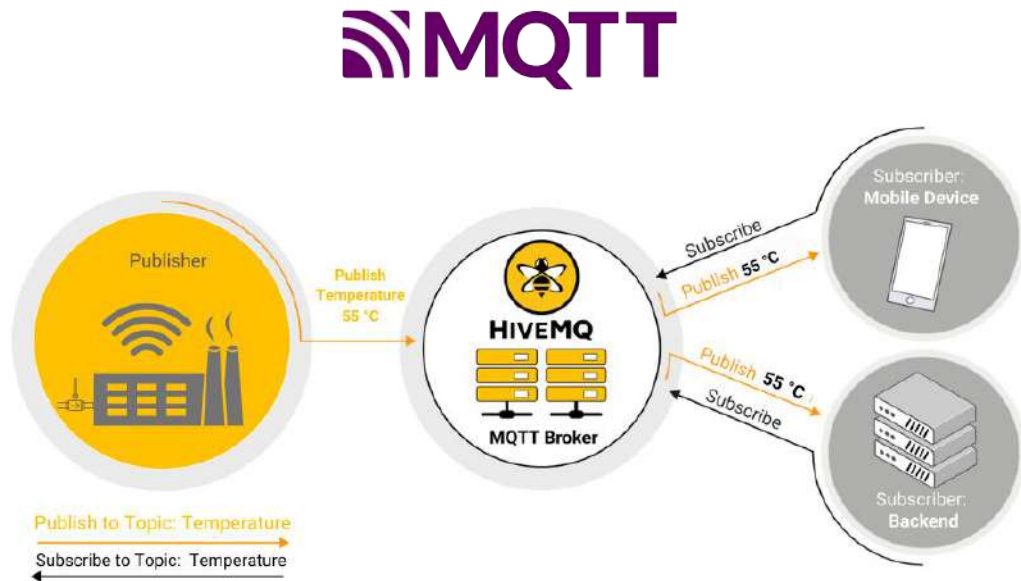 MQTT
Publisher
Publish
Temperature
55 °C
HIVEMQ
MQTT Broker
Subscribe
Publish 55 °C
Subscriber:
Mobile Device
Publish 55 °C
Subscribe
Subscriber:
Backend
Publish to Topic: Temperature
Subscribe to Topic: Temperature